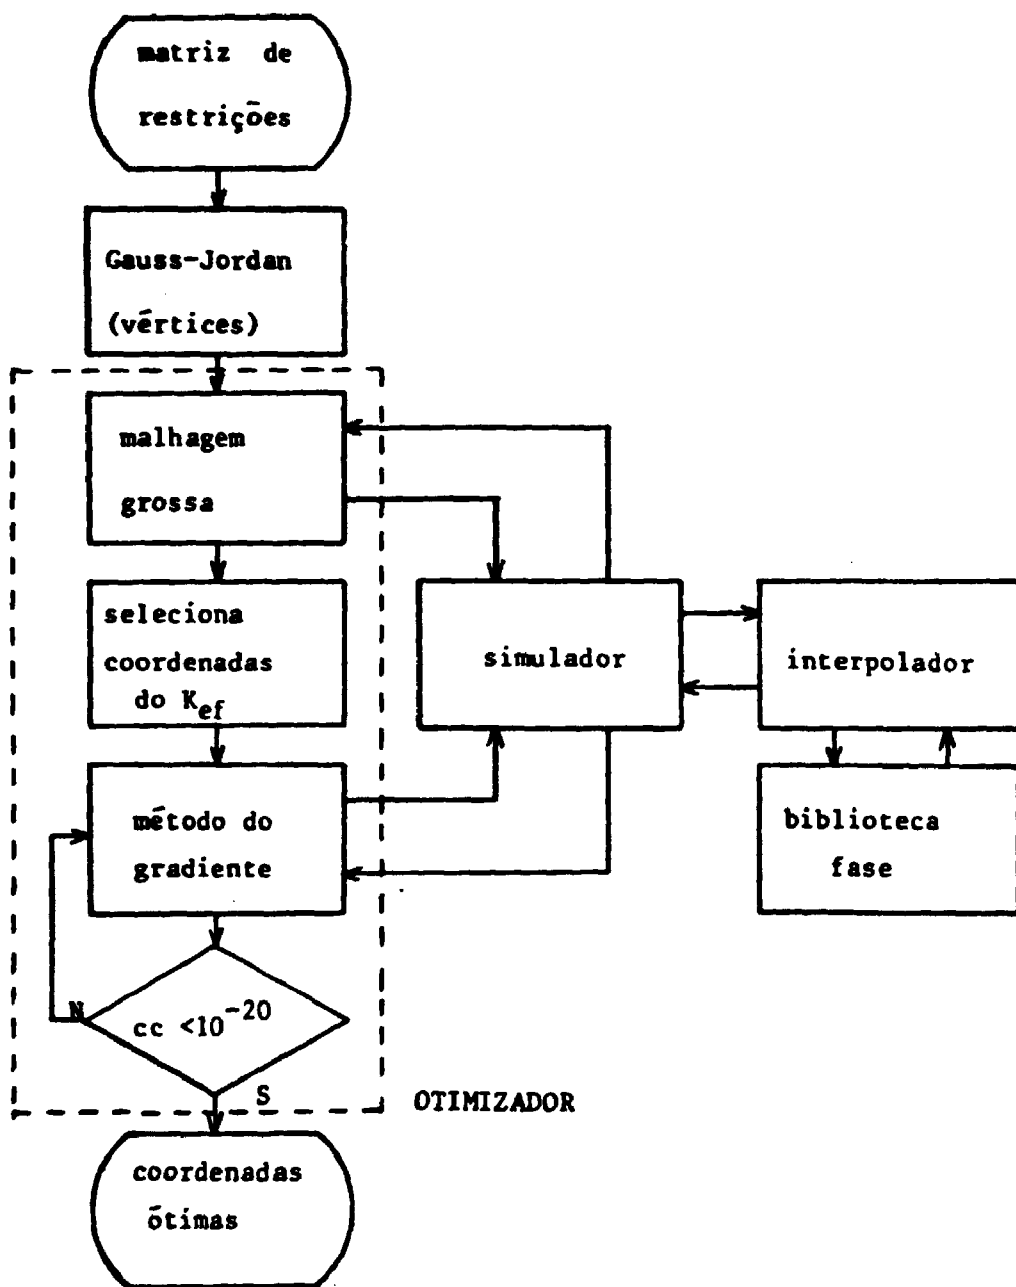 matriz de
restrições
Gauss-Jordan
(vértices)
malhagem
grossa
seleciona
coordenadas
do Kef
simulador
interpolador
método do
gradiente
biblioteca
fase
N
cc <10^-20
S
OTIMIZADOR
coordenadas
ótimas